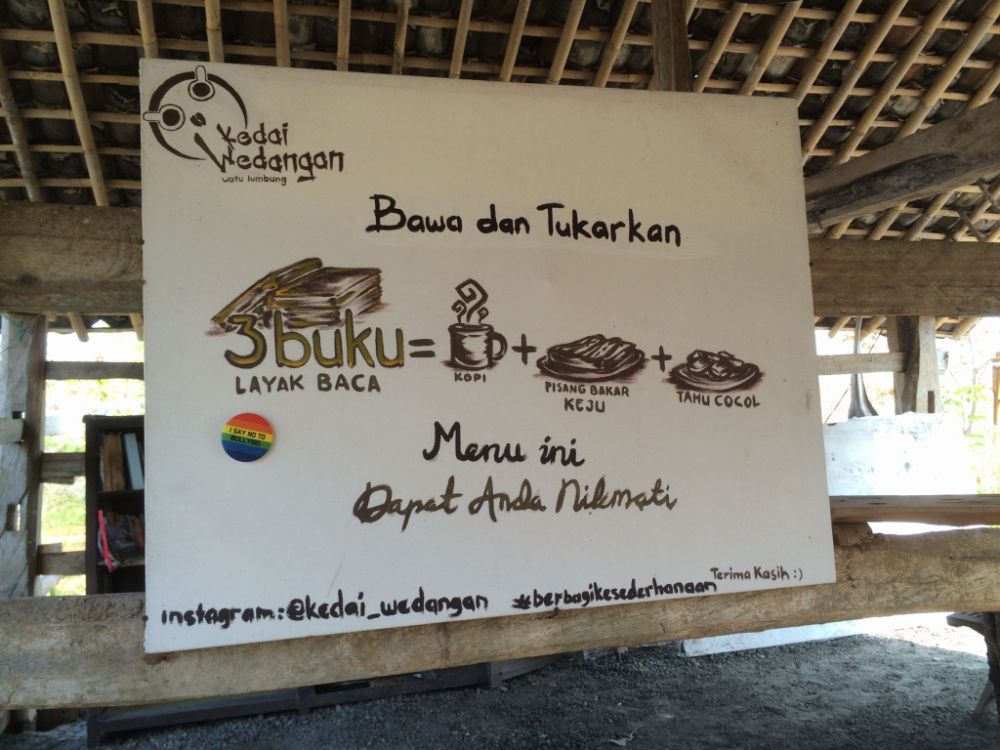 Kedai
Wedangan
watu lumbung
Bawa dan Tukarkan
3 buku = + +
LAYAK BACA
KOPI
PISANG BAKAR
KEJU
TAHU COCOL
I SAY NO TO
BULLYING
Menu ini
Dapat Anda Nikmati
Terima Kasih :)
instagram: @kedai_wedangan #berbagikesederhanaan